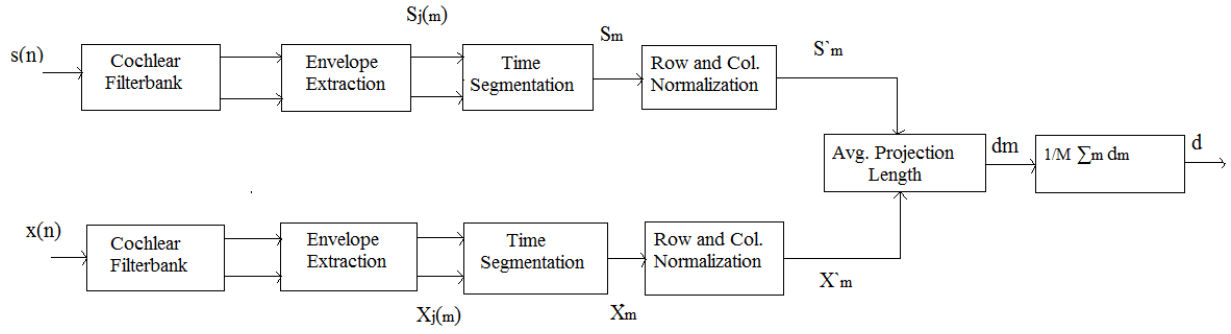 Sj(m)
s(n)
Cochlear
Filterbank
Envelope
Extraction
Time
Segmentation
Sm
Row and Col.
Normalization
S`m
Avg. Projection
Length
dm
1/M ∑m dm
d
x(n)
Cochlear
Filterbank
Envelope
Extraction
Xj(m)
Time
Segmentation
Xm
Row and Col.
Normalization
X`m